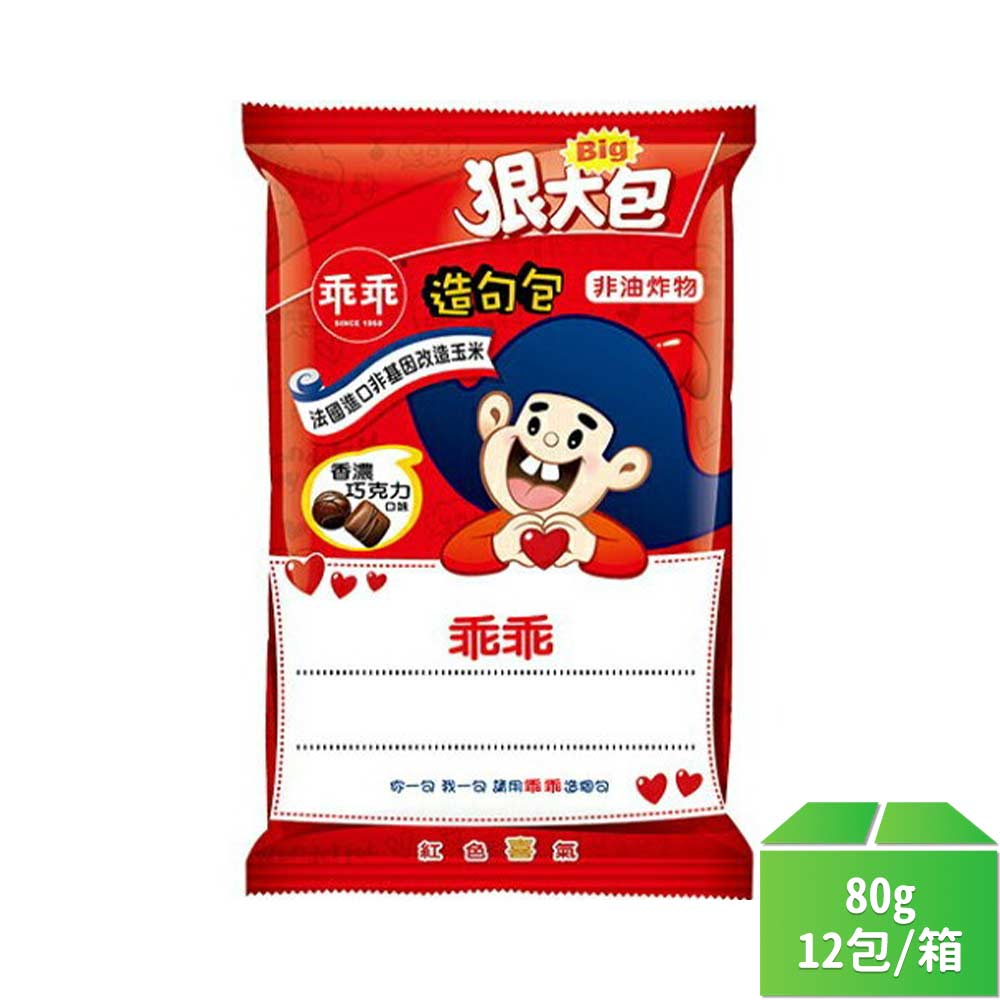 Big
狠大包
乖乖
SINCE 1968
造句包
非油炸物
法國進口非基因改造玉米
香濃
巧克力
口味
乖乖
你一句 我一句 請用乖乖造個句
紅色喜氣
80g
12包/箱